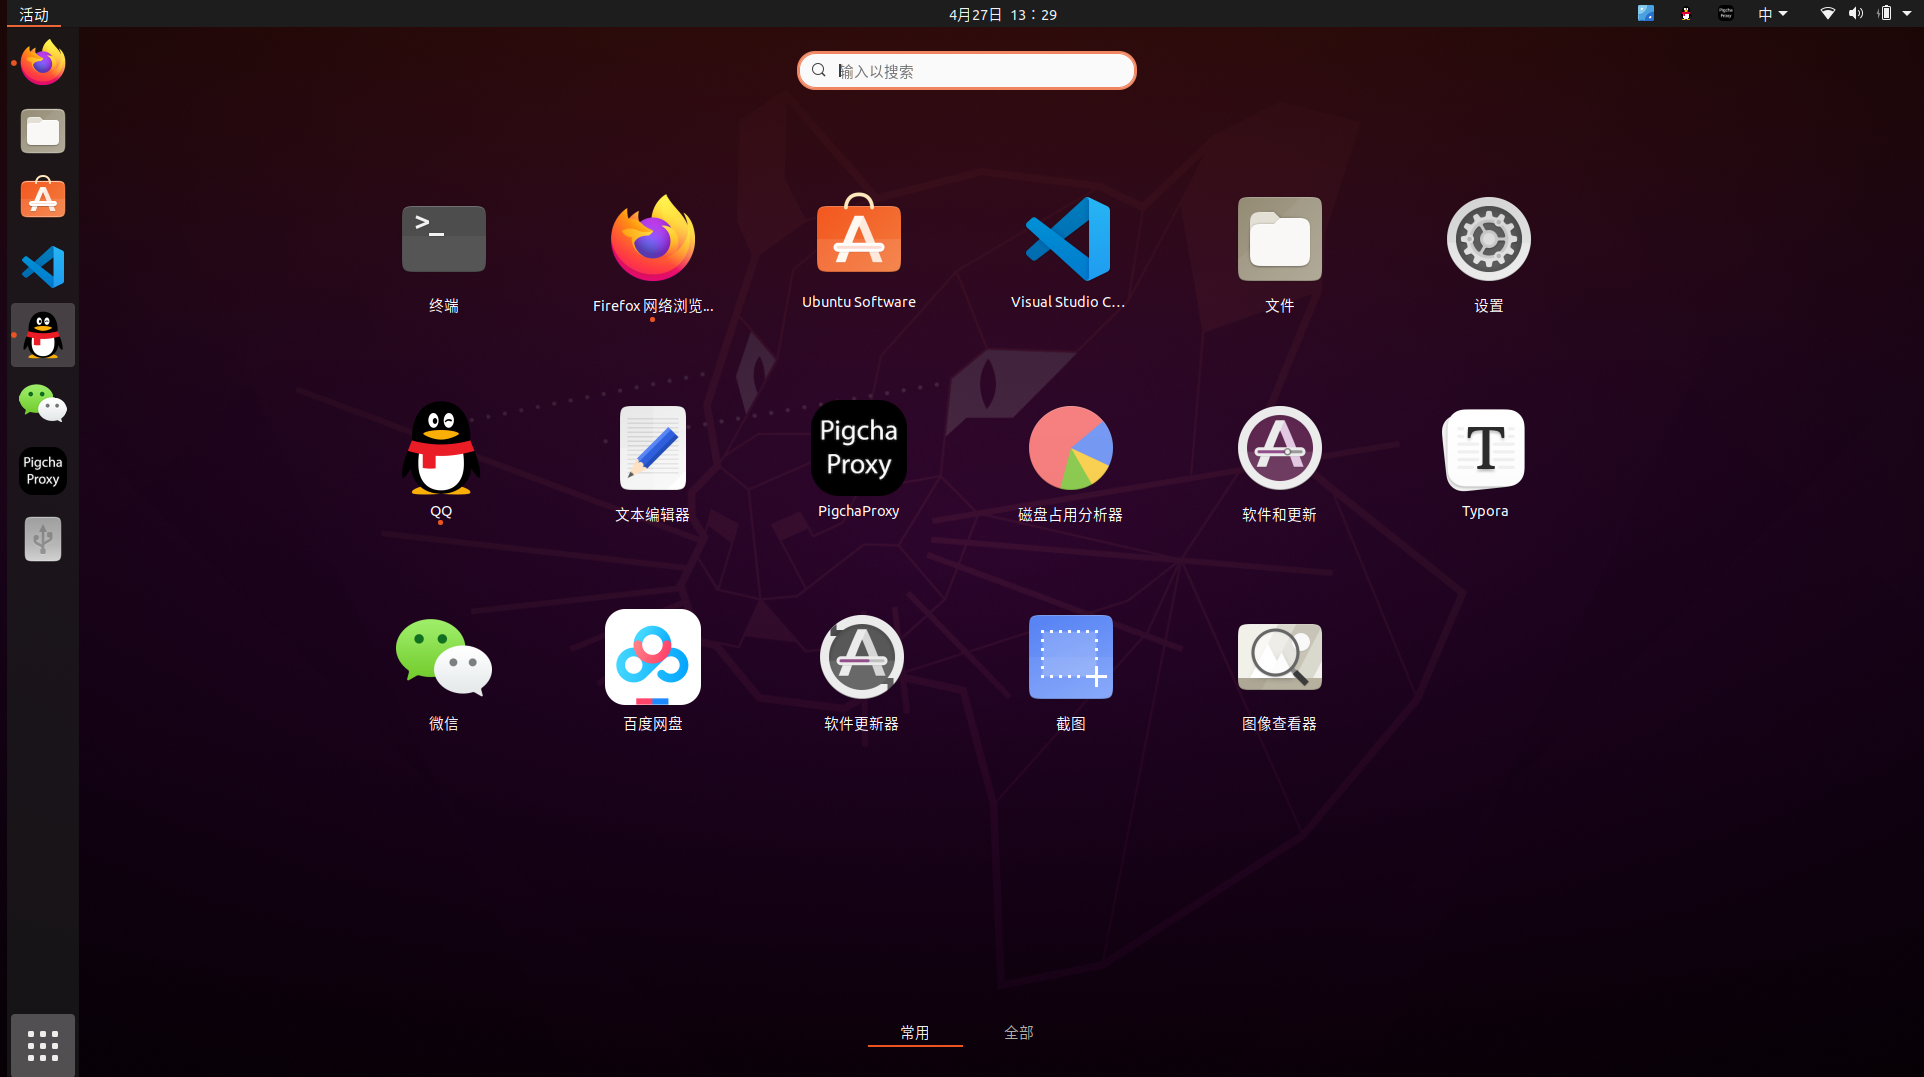 活动
4月27日 13：29
中
输入以搜索
终端
Firefox 网络浏览...
Ubuntu Software
Visual Studio C...
文件
设置
Pigcha
Proxy
QQ
文本编辑器
PigchaProxy
磁盘占用分析器
软件和更新
T
Typora
微信
百度网盘
软件更新器
截图
图像查看器
Pigcha
Proxy
常用
全部